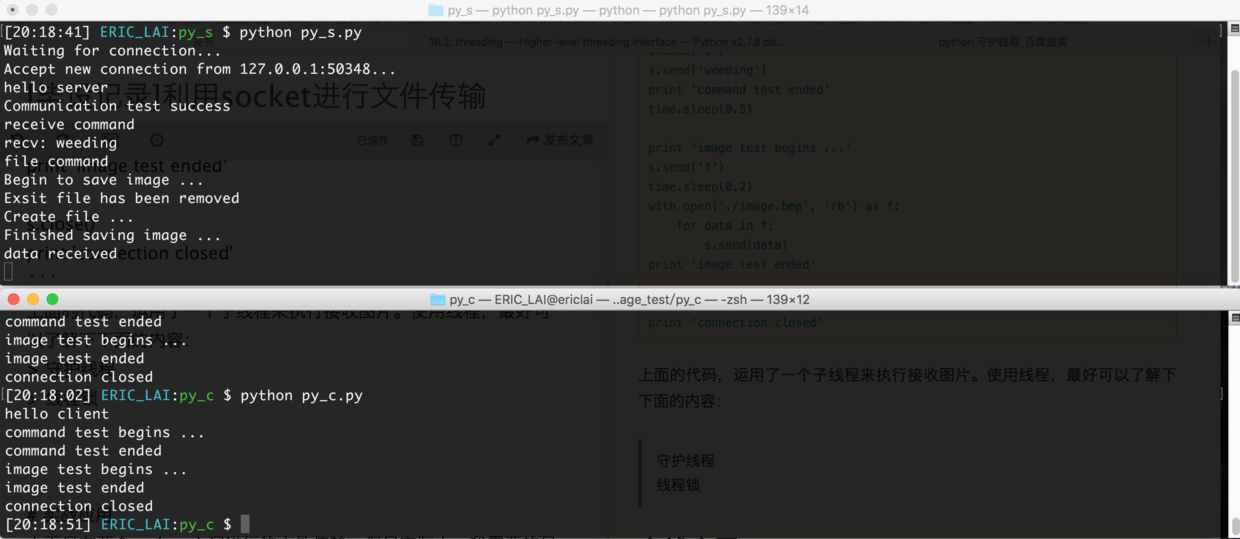 py_s — python py_s.py — python — python py_s.py — 139×14
[20:18:41] ERIC_LAI:py_s $ python py_s.py
Waiting for connection...
Accept new connection from 127.0.0.1:50348...
hello server
Communication test success
receive command
recv: weeding
file command
Begin to save image ...
Exsit file has been removed
Create file ...
Finished saving image ...
data received
16.2. threading — Higher-level threading interface — Python v2.7.6 do...
python 守护线程_百度搜索
利用socket进行文件传输
已保存
发布文章
print 'image test ended'
s.close()
connection closed'
```
s.send('weeding')
print 'command test ended'
time.sleep(0.5)
print 'image test begins ...'
s.send('f')
time.sleep(0.2)
with open('./image.bmp', 'rb') as f:
for data in f:
s.send(data)
print 'image test ended'
py_c — ERIC_LAI@ericlai — ..age_test/py_c — -zsh — 139×12
command test ended
image test begins ...
image test ended
connection closed
[20:18:02] ERIC_LAI:py_c $ python py_c.py
hello client
command test begins ...
command test ended
image test begins ...
image test ended
connection closed
[20:18:51] ERIC_LAI:py_c $
print 'connection closed'
上面的代码，运用了一个子线程来执行接收图片。使用线程，最好可以了解下
下面的内容：
守护线程
线程锁